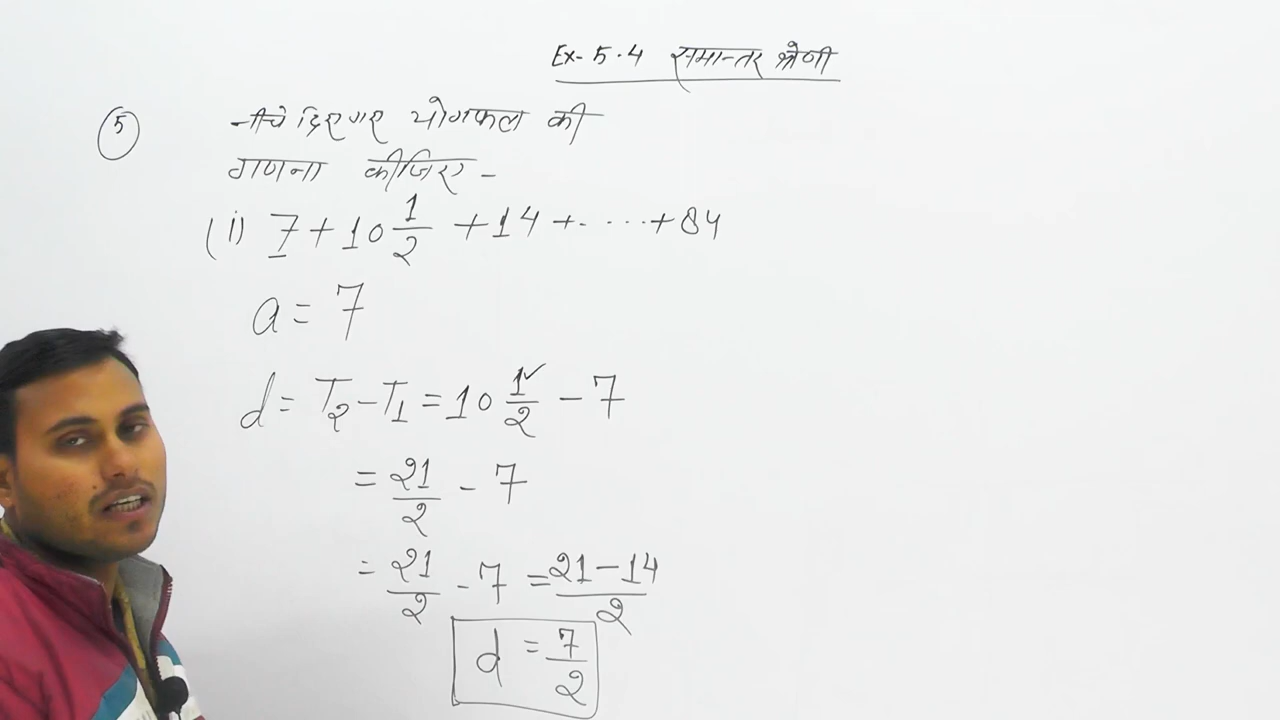 Ex- 5.4 समान्तर श्रेणी
5 नीचे दिए गए योगफल की
गणना कीजिए -
(i) 7 + 10 1/2 + 14 + ..... + 84
a = 7
d = T₂ - T₁ = 10 1/2 - 7
= 21/2 - 7
= 21/2 - 7 = 21-14/2
d = 7/2